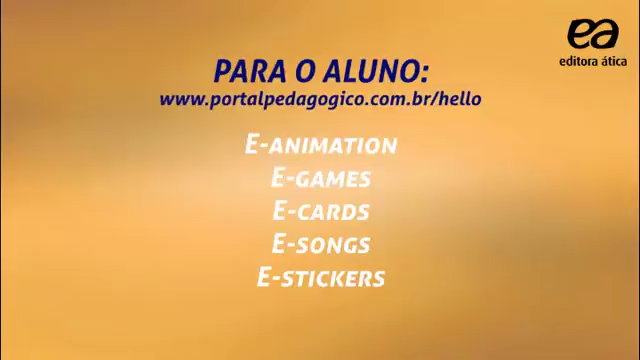 ea
editora ática
PARA O ALUNO:
www.portalpedagogico.com.br/hello
E-ANIMATION
E-GAMES
E-CARDS
E-SONGS
E-STICKERS